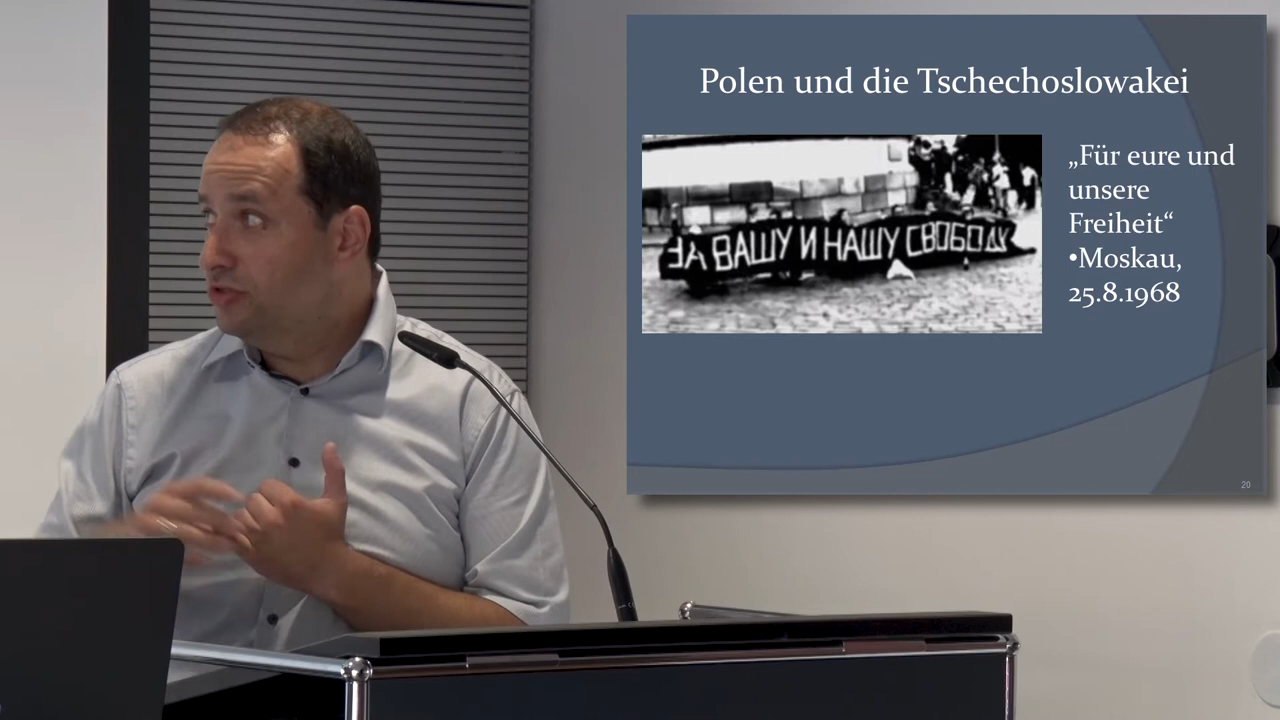 Polen und die Tschechoslowakei
ЗА ВАШУ И НАШУ СВОБОДУ
„Für eure und
unsere
Freiheit“
•Moskau,
25.8.1968
20